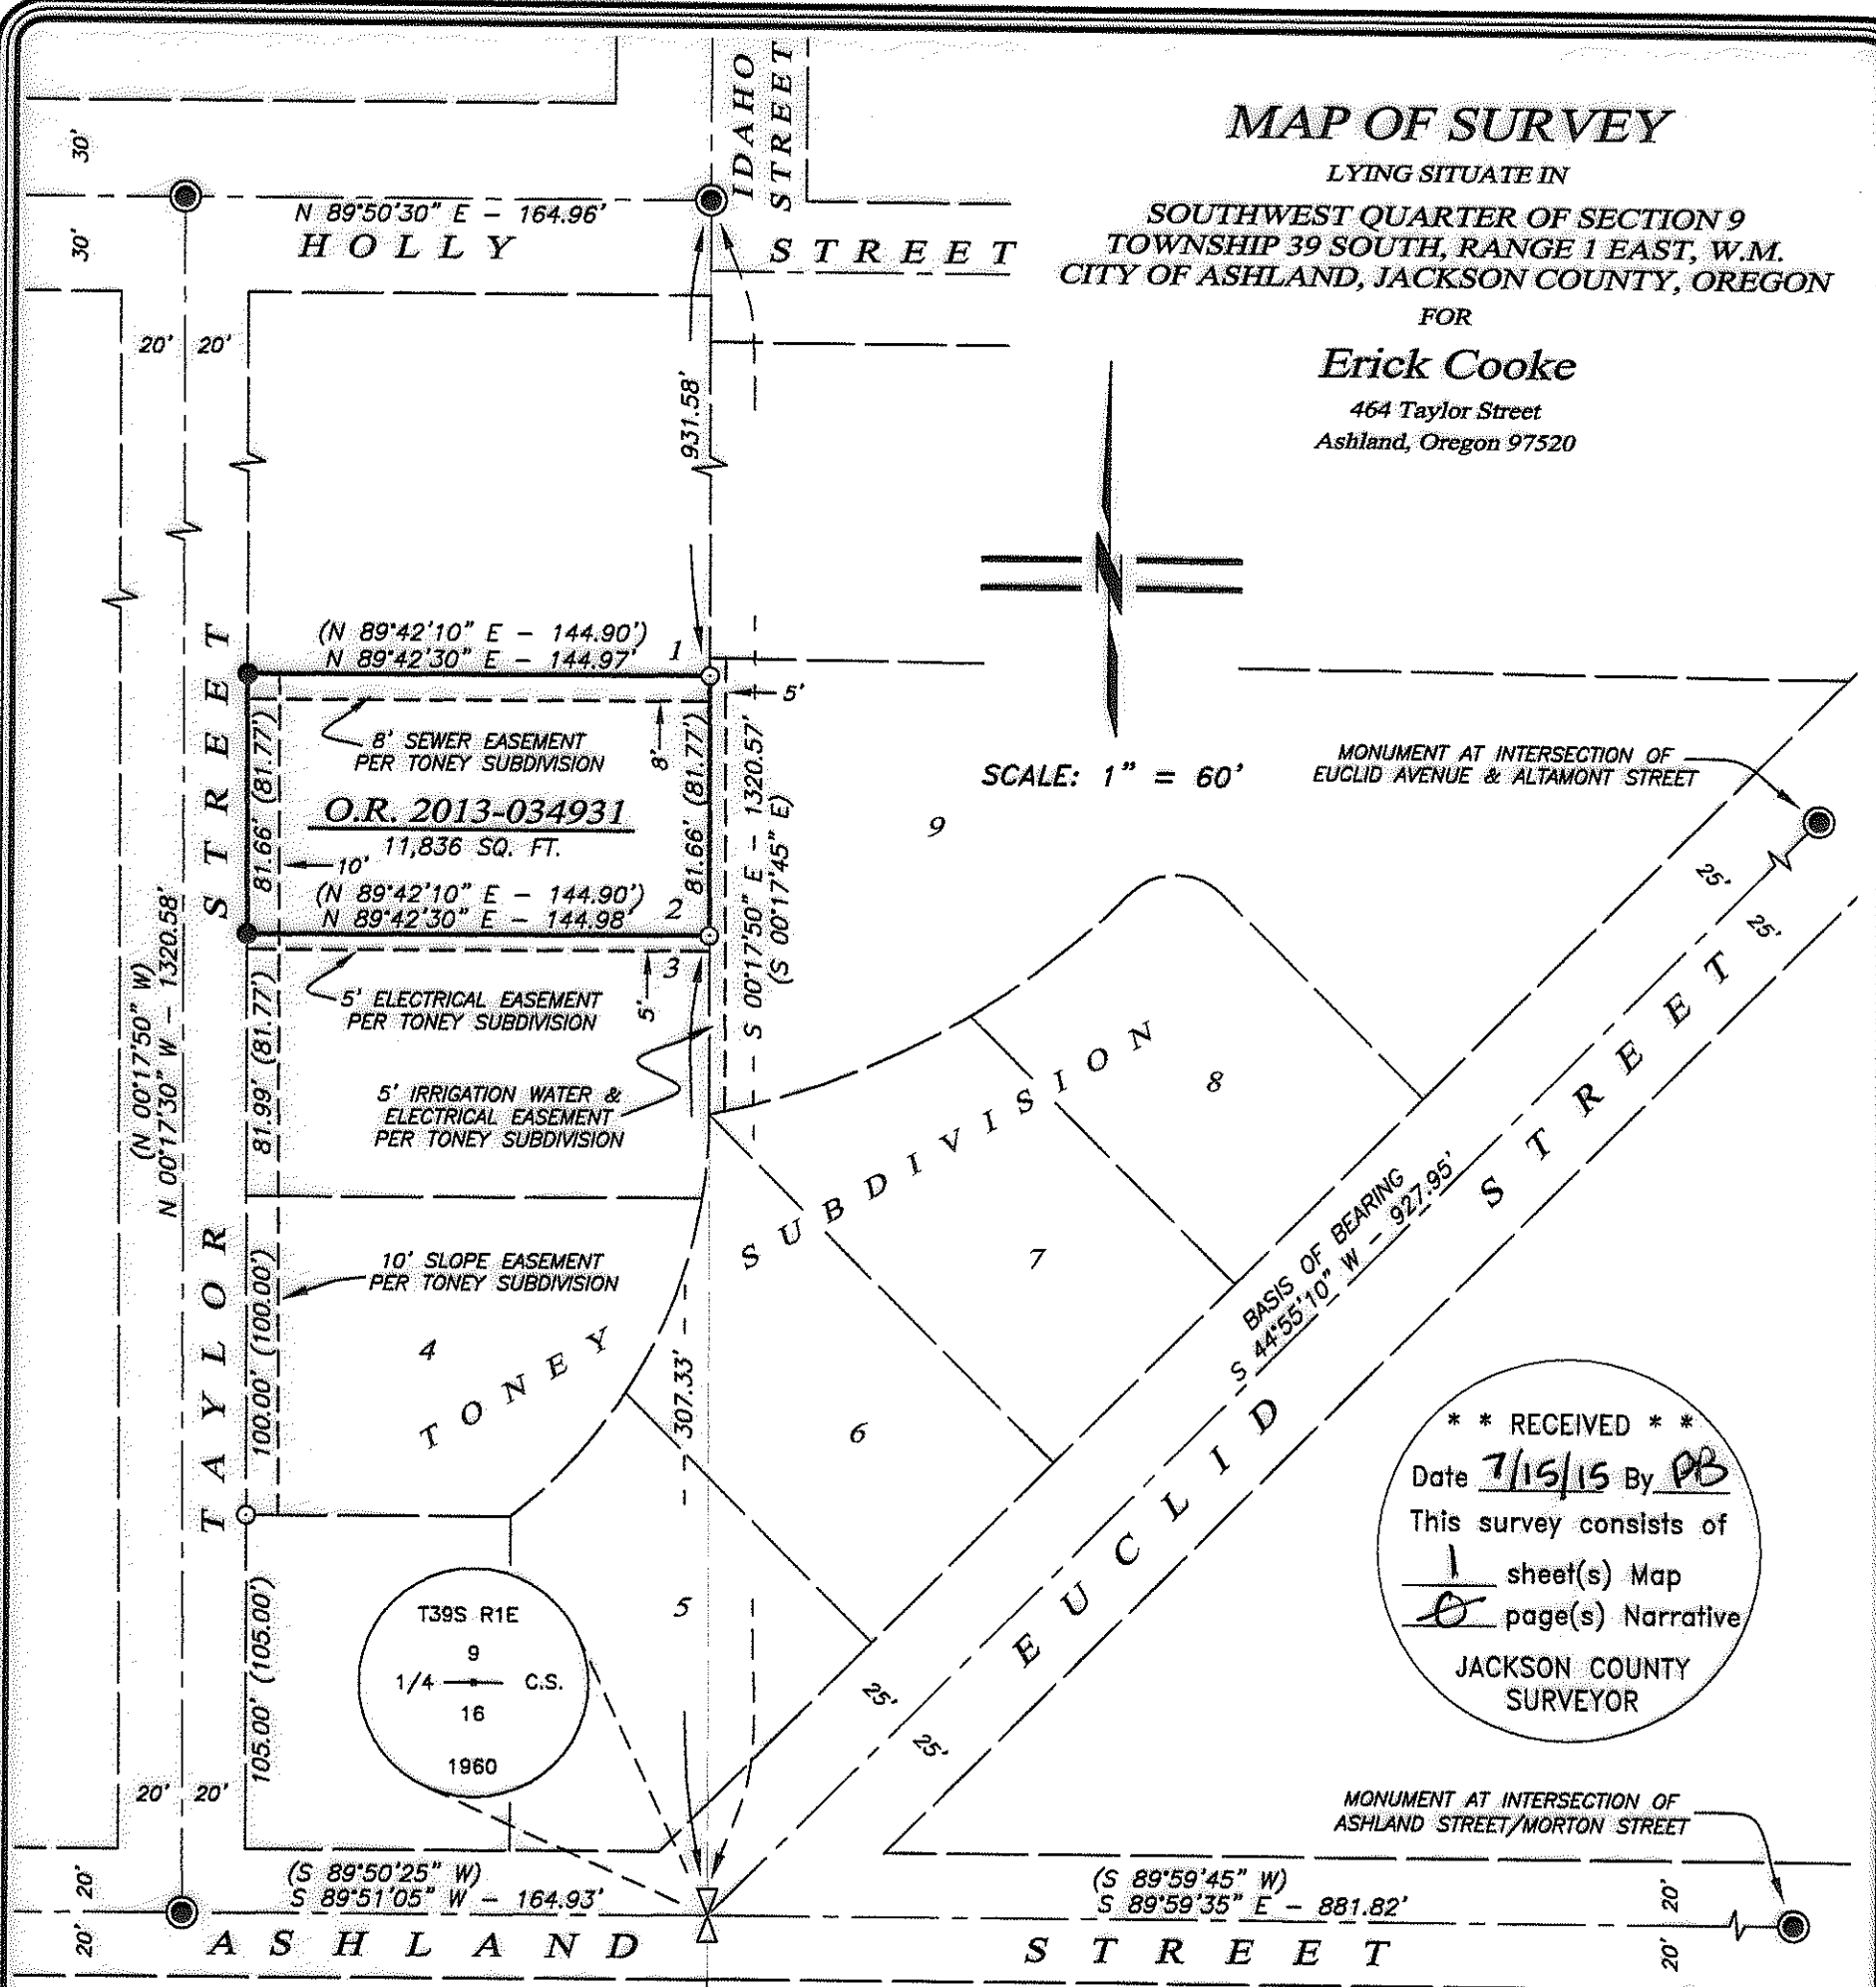 MAP OF SURVEY
LYING SITUATE IN
SOUTHWEST QUARTER OF SECTION 9
TOWNSHIP 39 SOUTH, RANGE 1 EAST, W.M.
CITY OF ASHLAND, JACKSON COUNTY, OREGON
FOR
Erick Cooke
464 Taylor Street
Ashland, Oregon 97520
IDAHO
STREET
30'
30'
N 89°50'30" E – 164.96'
HOLLY
STREET
20'
20'
931.58'
(N 89°42'10" E – 144.90')
N 89°42'30" E – 144.97'
1
5'
8' SEWER EASEMENT
PER TONEY SUBDIVISION
8'
81.66' (81.77')
81.66' (81.77')
O.R. 2013-034931
11,836 SQ. FT.
10'
(N 89°42'10" E – 144.90')
N 89°42'30" E – 144.98'
2
3
5' ELECTRICAL EASEMENT
PER TONEY SUBDIVISION
5'
S 00°17'50" E – 1320.57'
(S 00°17'45" E)
5' IRRIGATION WATER &
ELECTRICAL EASEMENT
PER TONEY SUBDIVISION
(N 00°17'50" W)
N 00°17'30" W – 1320.58'
81.99' (81.77')
TAYLOR
STREET
10' SLOPE EASEMENT
PER TONEY SUBDIVISION
100.00' (100.00')
4
TONEY
SUBDIVISION
307.33'
105.00' (105.00')
5
6
7
8
9
SCALE: 1" = 60'
MONUMENT AT INTERSECTION OF
EUCLID AVENUE & ALTAMONT STREET
25'
25'
BASIS OF BEARING
S 44°55'10" W – 927.95'
EUCLID
STREET
25'
25'
T39S R1E
9
1/4 C.S.
16
1960
* * RECEIVED * *
Date 7/15/15 By PB
This survey consists of
1 sheet(s) Map
0 page(s) Narrative
JACKSON COUNTY
SURVEYOR
MONUMENT AT INTERSECTION OF
ASHLAND STREET/MORTON STREET
20'
20'
20'
20'
(S 89°50'25" W)
S 89°51'05" W – 164.93'
(S 89°59'45" W)
S 89°59'35" E – 881.82'
20'
20'
ASHLAND
STREET